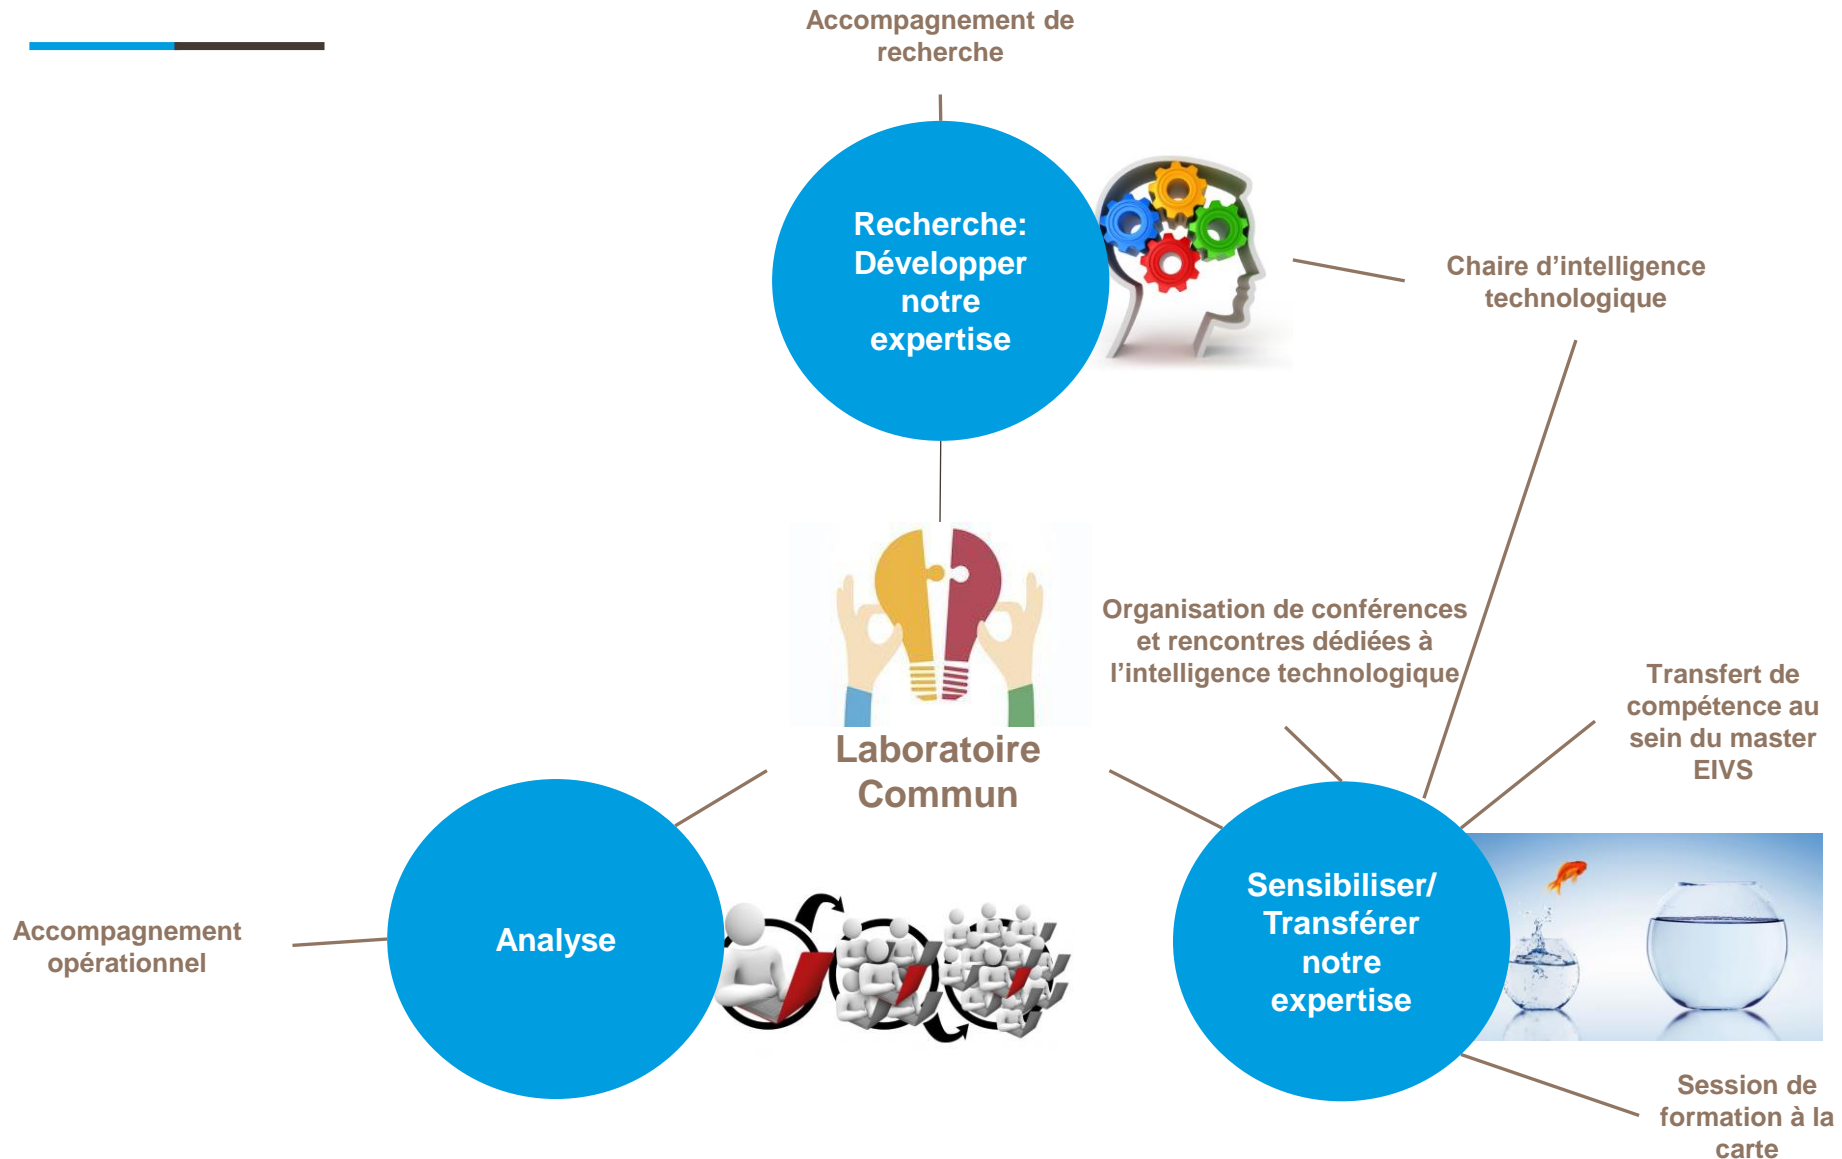 Accompagnement de
recherche
Recherche:
Développer
notre
expertise
Chaire d’intelligence
technologique
Organisation de conférences
et rencontres dédiées à
l’intelligence technologique
Transfert de
compétence au
sein du master
EIVS
Laboratoire
Commun
Accompagnement
opérationnel
Analyse
Sensibiliser/
Transférer
notre
expertise
Session de
formation à la
carte